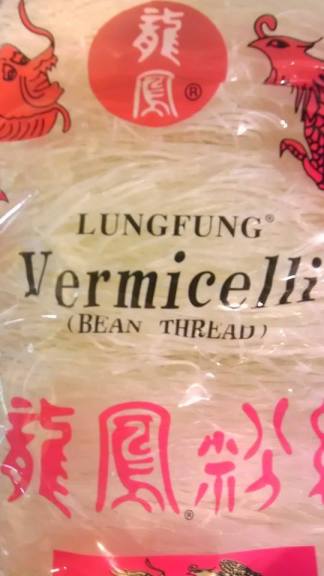 龍
鳳®
LUNGFUNG®
Vermicelli
(BEAN THREAD)
龍鳳®粉